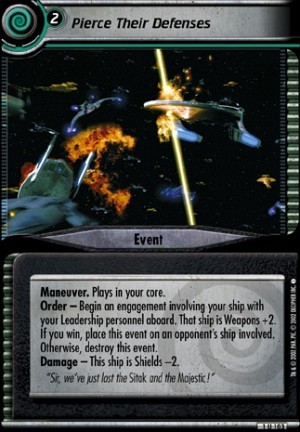 2
Pierce Their Defenses
Event
Maneuver. Plays in your core.
Order – Begin an engagement involving your ship with
your Leadership personnel aboard. That ship is Weapons +2.
If you win, place this event on an opponent's ship involved.
Otherwise, destroy this event.
Damage – This ship is Shields –2.
"Sir, we've just lost the Sitak and the Majestic!"
1 U 103